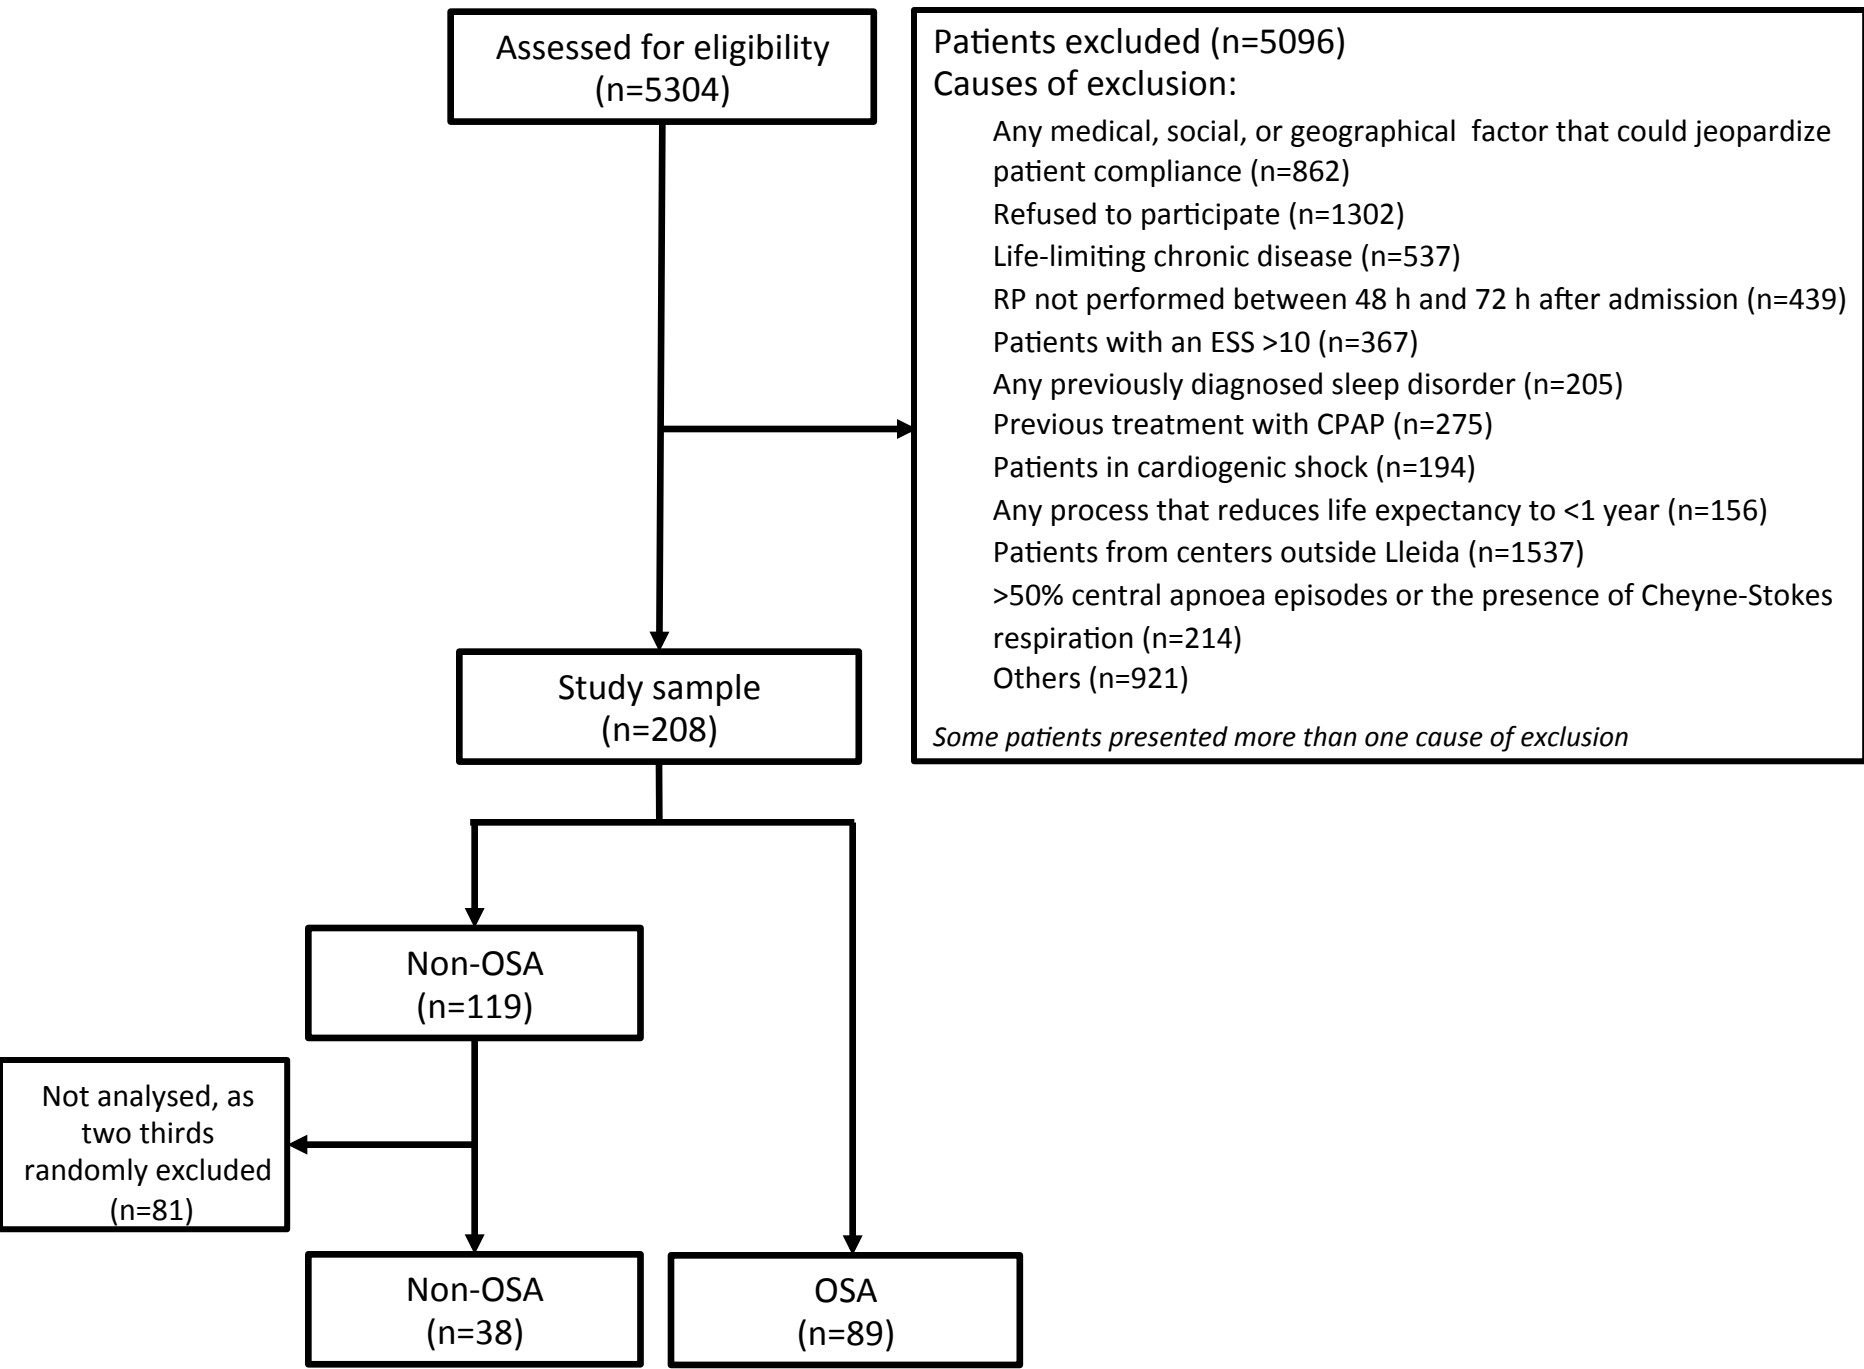 Assessed for eligibility
(n=5304)
Patients excluded (n=5096)
Causes of exclusion:
Any medical, social, or geographical  factor that could jeopardize
patient compliance (n=862)
Refused to participate (n=1302)
Life-limiting chronic disease (n=537)
RP not performed between 48 h and 72 h after admission (n=439)
Patients with an ESS >10 (n=367)
Any previously diagnosed sleep disorder (n=205)
Previous treatment with CPAP (n=275)
Patients in cardiogenic shock (n=194)
Any process that reduces life expectancy to <1 year (n=156)
Patients from centers outside Lleida (n=1537)
>50% central apnoea episodes or the presence of Cheyne-Stokes
respiration (n=214)
Others (n=921)
Some patients presented more than one cause of exclusion
Study sample
(n=208)
Non-OSA
(n=119)
Not analysed, as
two thirds
randomly excluded
(n=81)
Non-OSA
(n=38)
OSA
(n=89)